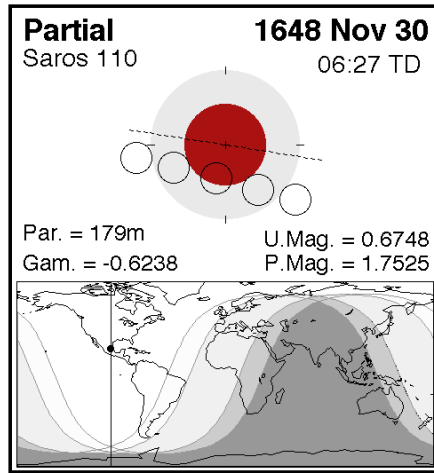 Partial 1648 Nov 30
Saros 110 06:27 TD
Par. = 179m U.Mag. = 0.6748
Gam. = -0.6238 P.Mag. = 1.7525